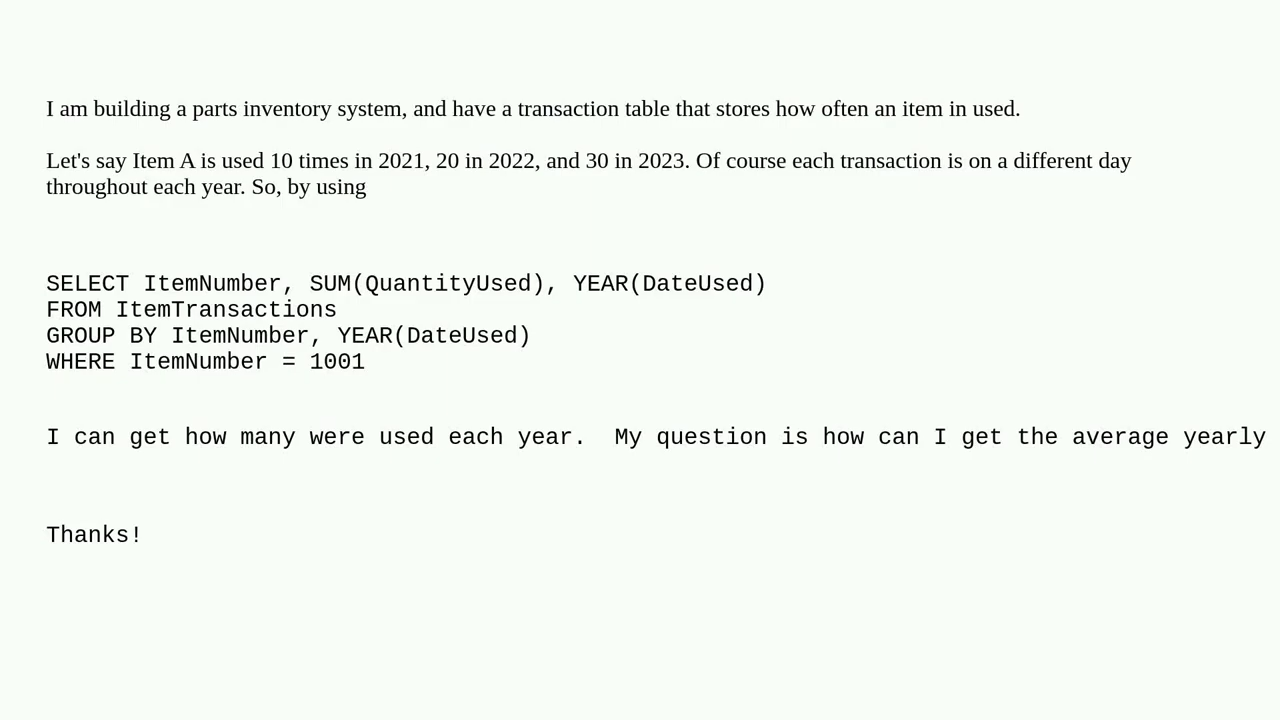 I am building a parts inventory system, and have a transaction table that stores how often an item in used.
Let's say Item A is used 10 times in 2021, 20 in 2022, and 30 in 2023. Of course each transaction is on a different day
throughout each year. So, by using
SELECT ItemNumber, SUM(QuantityUsed), YEAR(DateUsed)
FROM ItemTransactions
GROUP BY ItemNumber, YEAR(DateUsed)
WHERE ItemNumber = 1001
I can get how many were used each year.  My question is how can I get the average yearly
Thanks!